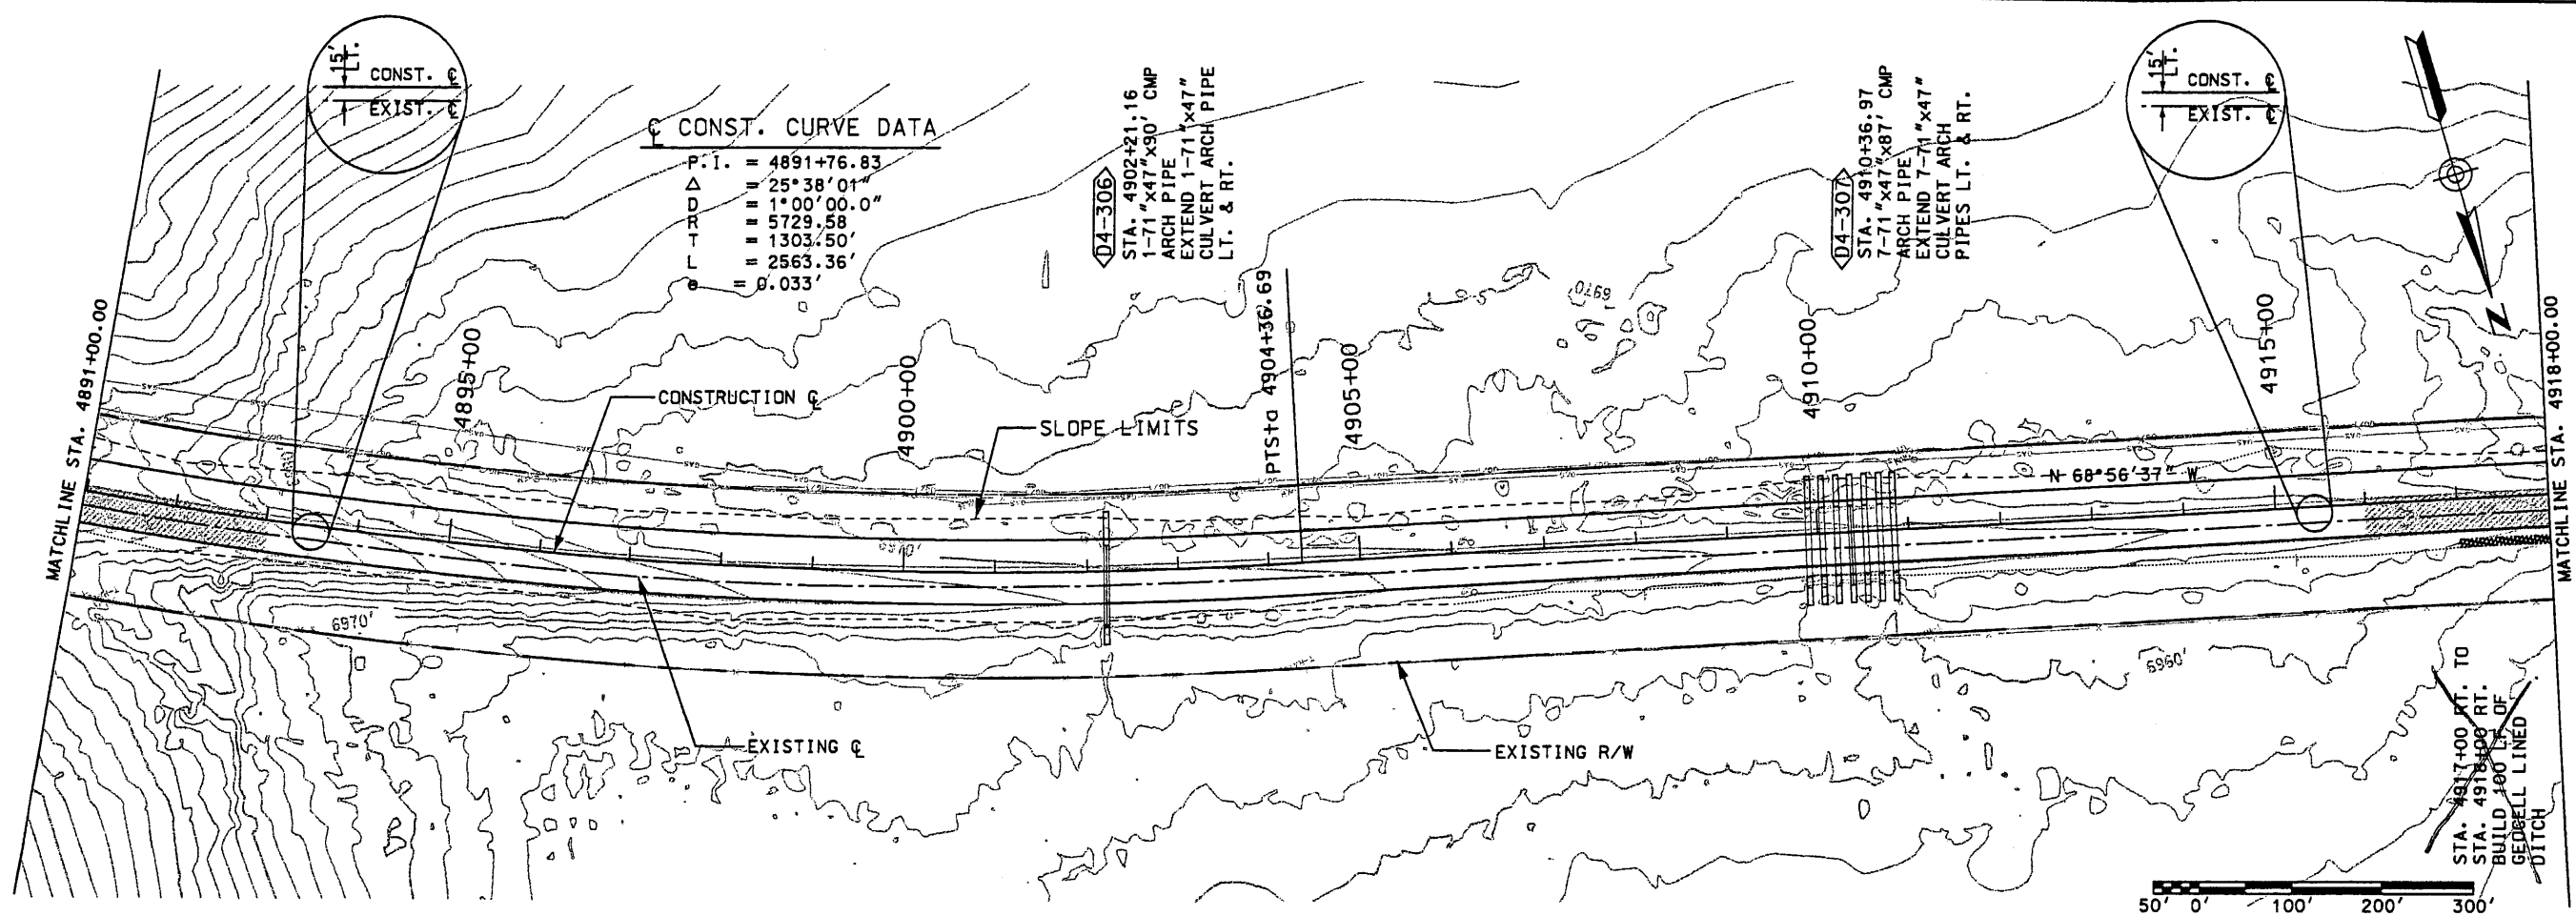 15'
LT.
CONST. ℄
EXIST. ℄
℄ CONST. CURVE DATA
P.I. = 4891+76.83
Δ = 25°38'01"
D = 1°00'00.0"
R = 5729.58
T = 1303.50'
L = 2563.36'
e = 0.033'
D4-306
STA. 4902+21.16
1-71"x47"x90' CMP
ARCH PIPE
EXTEND 1-71"x47"
CULVERT ARCH PIPE
LT. & RT.
D4-307
STA. 4910+36.97
7-71"x47"x87' CMP
ARCH PIPE
EXTEND 7-71"x47"
CULVERT ARCH
PIPES LT. & RT.
15'
LT.
CONST. ℄
EXIST. ℄
N
MATCHLINE STA. 4891+00.00
4895+00
4900+00
PTSta 4904+36.69
4905+00
4910+00
4915+00
MATCHLINE STA. 4918+00.00
6970'
CONSTRUCTION ℄
SLOPE LIMITS
N 68°56'37" W
6970'
EXISTING ℄
EXISTING R/W
6960'
STA. 4917+00 RT. TO
STA. 4918+00 RT.
BUILD 100 LF OF
GEOCELL LINED
DITCH
50' 0' 100' 200' 300'